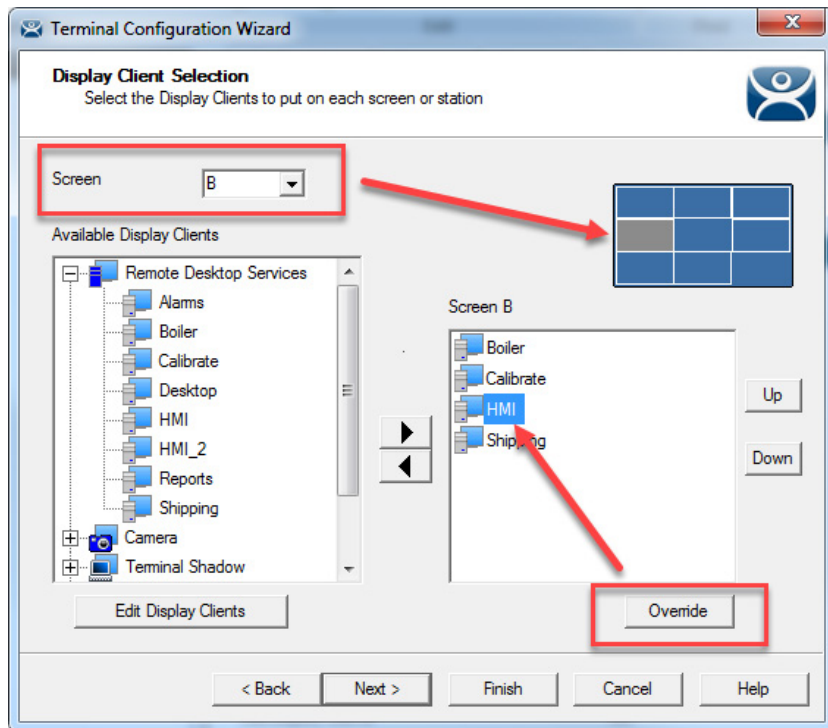 Terminal Configuration Wizard
Display Client Selection
Select the Display Clients to put on each screen or station
Screen
B
Available Display Clients
Remote Desktop Services
Alarms
Boiler
Calibrate
Desktop
HMI
HMI_2
Reports
Shipping
Camera
Terminal Shadow
Edit Display Clients
Screen B
Boiler
Calibrate
HMI
Shipping
Up
Down
Override
< Back
Next >
Finish
Cancel
Help